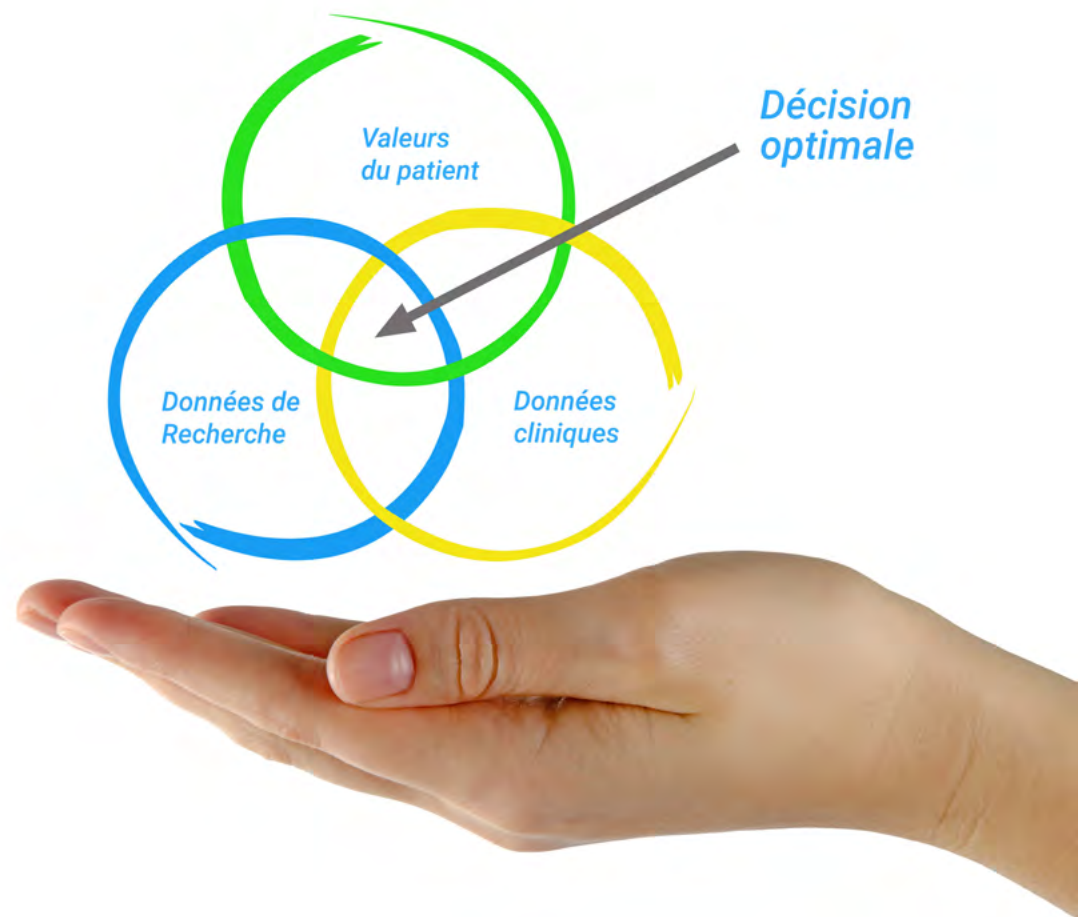 Décision
optimale
Valeurs
du patient
Données de
Recherche
Données
cliniques